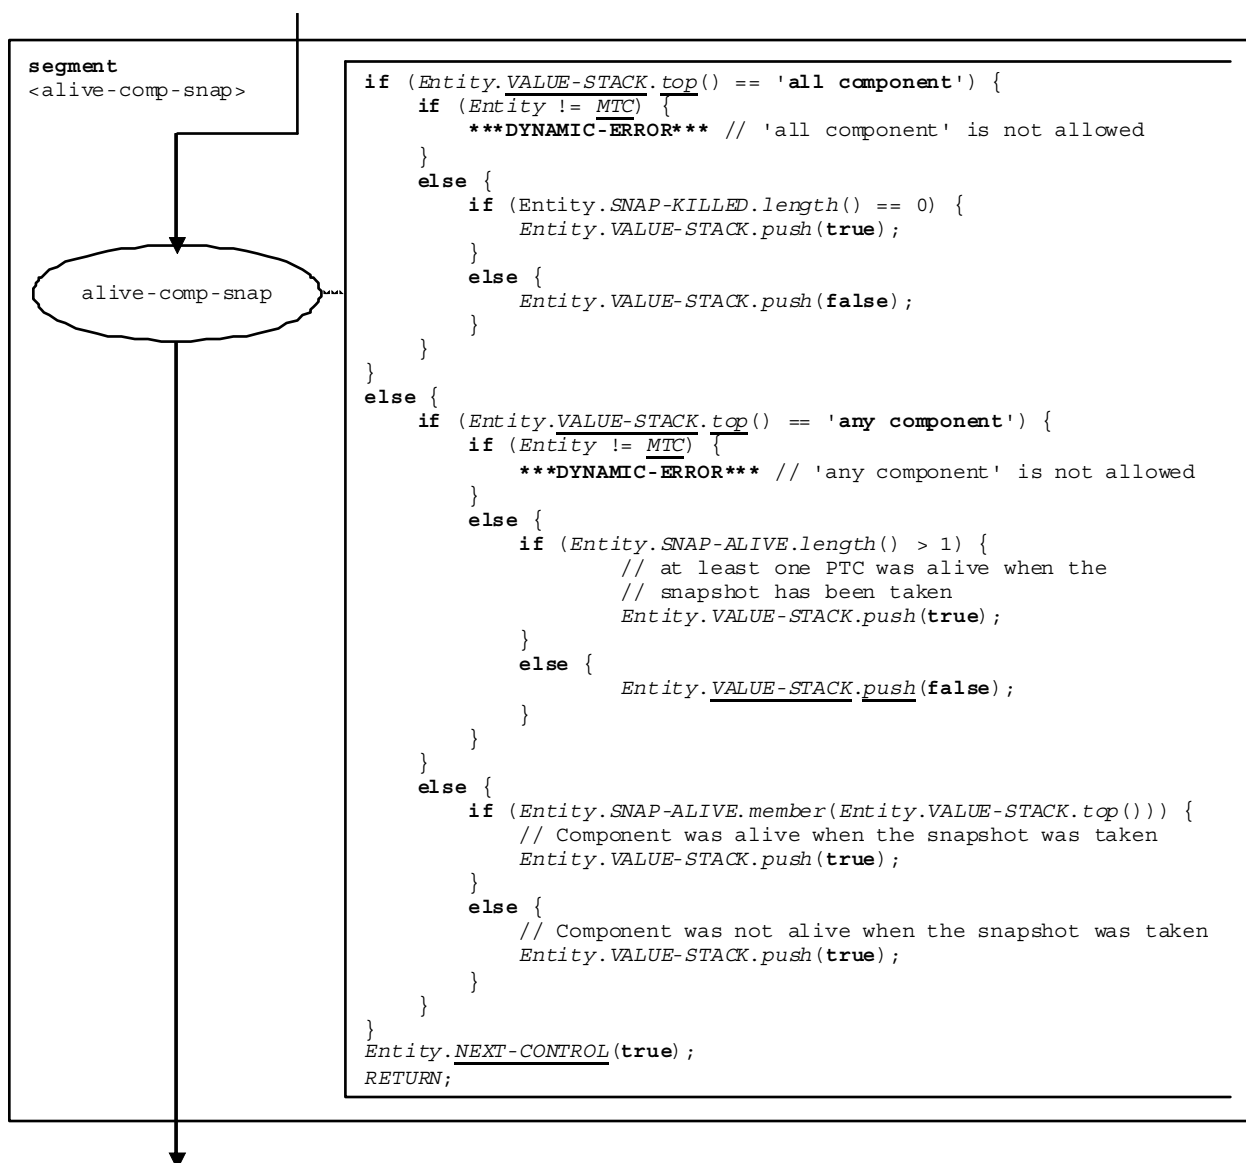 segment
<alive-comp-snap>
alive-comp-snap
if (Entity.VALUE-STACK.top() == 'all component') {
if (Entity != MTC) {
***DYNAMIC-ERROR*** // 'all component' is not allowed
}
else {
if (Entity.SNAP-KILLED.length() == 0) {
Entity.VALUE-STACK.push(true);
}
else {
Entity.VALUE-STACK.push(false);
}
}
}
else {
if (Entity.VALUE-STACK.top() == 'any component') {
if (Entity != MTC) {
***DYNAMIC-ERROR*** // 'any component' is not allowed
}
else {
if (Entity.SNAP-ALIVE.length() > 1) {
// at least one PTC was alive when the
// snapshot has been taken
Entity.VALUE-STACK.push(true);
}
else {
Entity.VALUE-STACK.push(false);
}
}
}
else {
if (Entity.SNAP-ALIVE.member(Entity.VALUE-STACK.top())) {
// Component was alive when the snapshot was taken
Entity.VALUE-STACK.push(true);
}
else {
// Component was not alive when the snapshot was taken
Entity.VALUE-STACK.push(true);
}
}
}
Entity.NEXT-CONTROL(true);
RETURN;